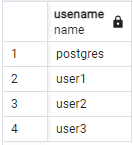 usename
name
1 postgres
2 user1
3 user2
4 user3